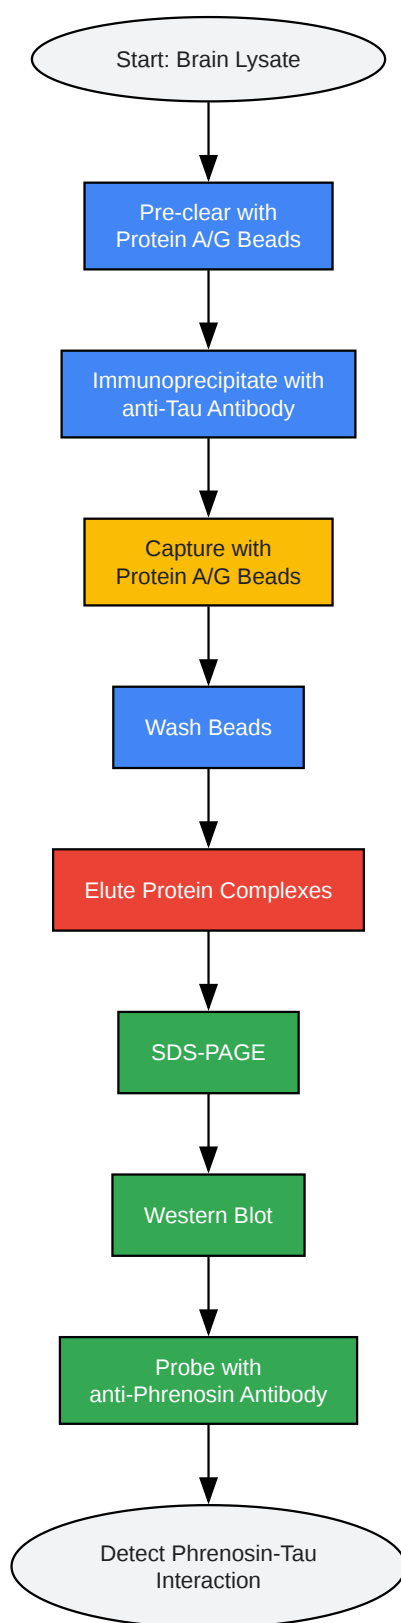 Start: Brain Lysate
Pre-clear with
Protein A/G Beads
Immunoprecipitate with
anti-Tau Antibody
Capture with
Protein A/G Beads
Wash Beads
Elute Protein Complexes
SDS-PAGE
Western Blot
Probe with
anti-Phrenosin Antibody
Detect Phrenosin-Tau
Interaction